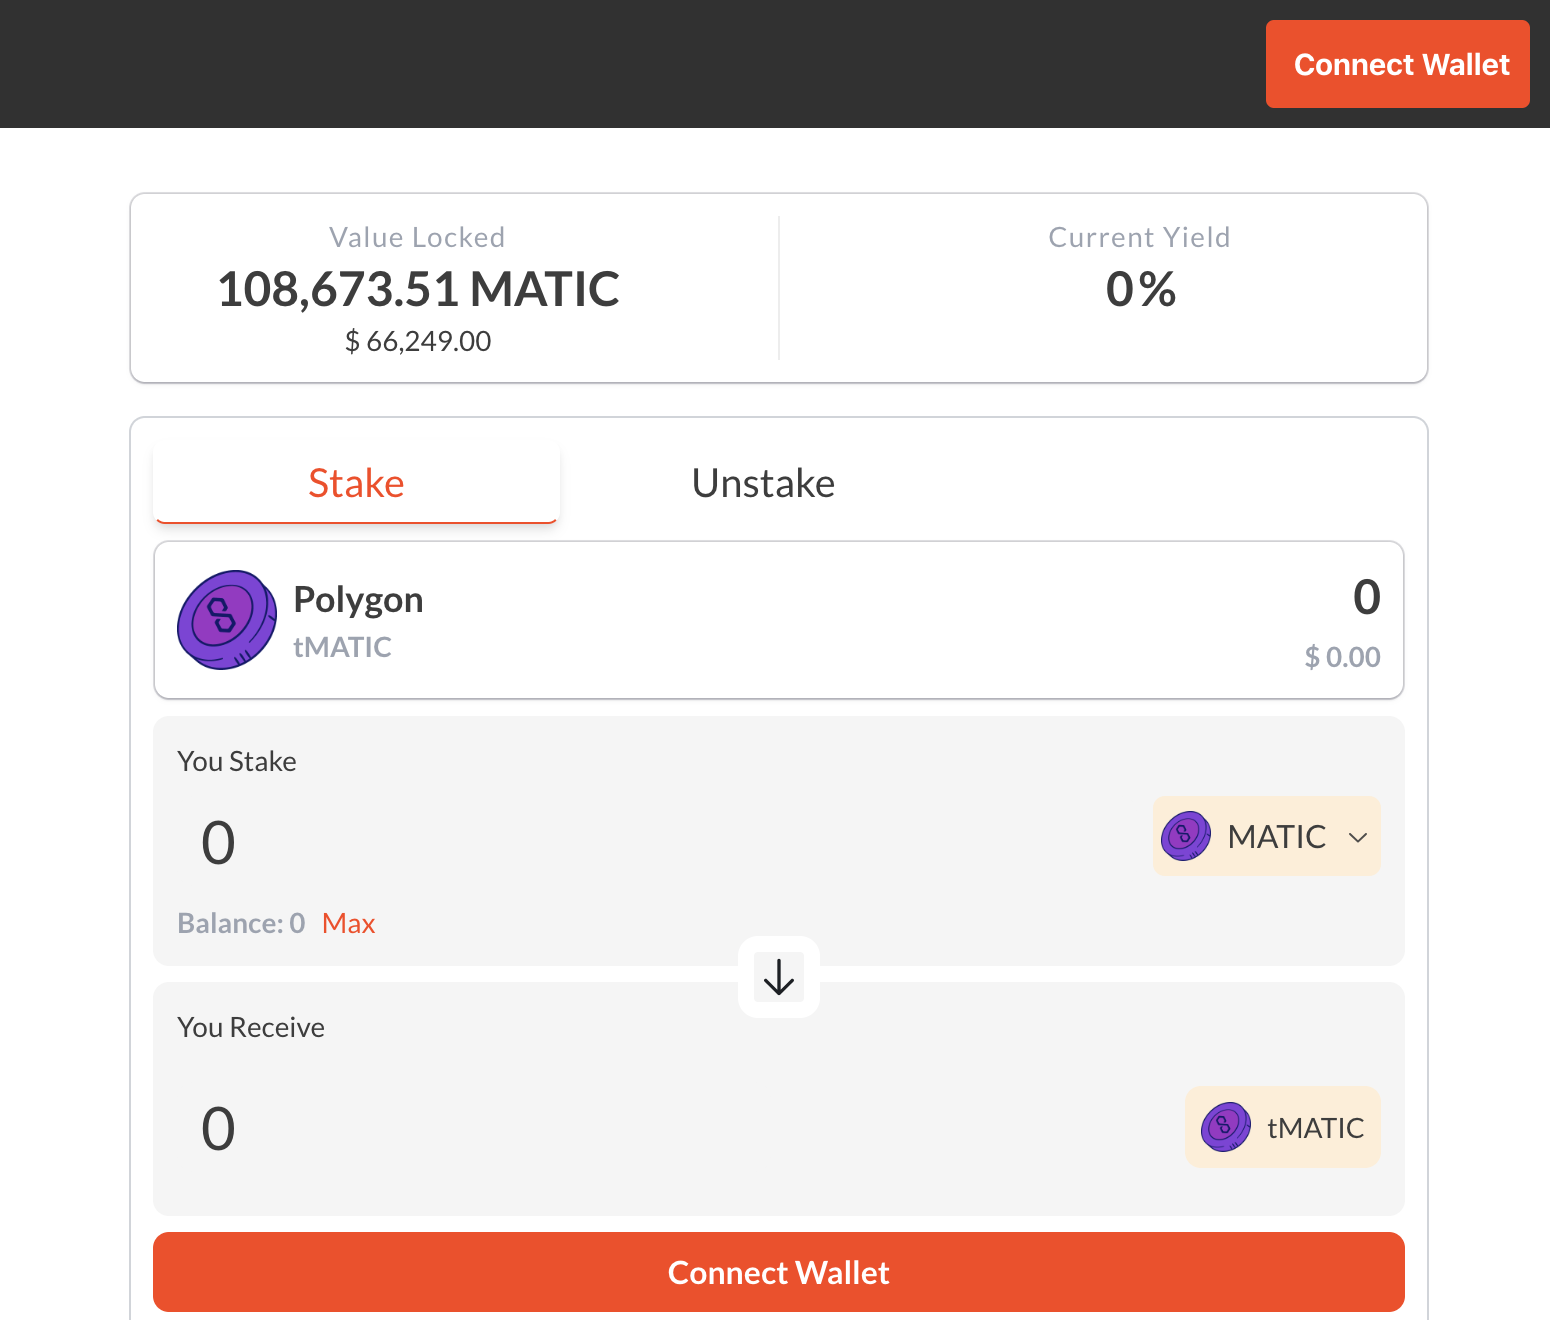 Connect Wallet
Value Locked
108,673.51 MATIC
$ 66,249.00
Current Yield
0%
Stake
Unstake
Polygon
tMATIC
0
$ 0.00
You Stake
0
MATIC
Balance: 0 Max
You Receive
0
tMATIC
Connect Wallet